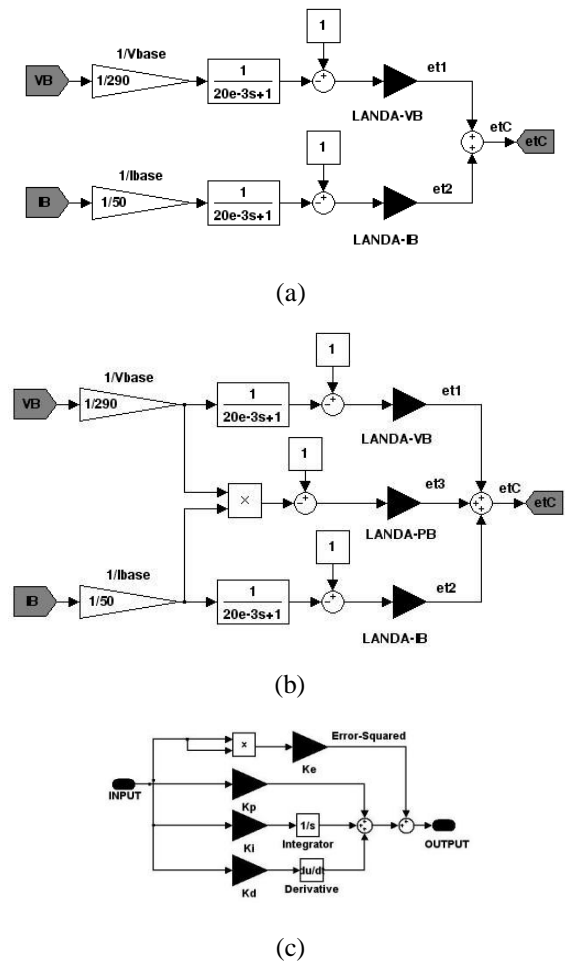 1
1/Vbase
et1
VB
1/290
1
20e-3s+1
LANDA-VB
etC
etC
1
1/Ibase
IB
1/50
1
20e-3s+1
et2
LANDA-IB
(a)
1
1/Vbase
et1
VB
1/290
1
20e-3s+1
LANDA-VB
1
et3
etC
etC
×
LANDA-PB
1
1/Ibase
IB
1/50
1
20e-3s+1
et2
LANDA-IB
(b)
Error-Squared
×
Ke
INPUT
Kp
Ki
1/s
Integrator
OUTPUT
Kd
du/dt
Derivative
(c)